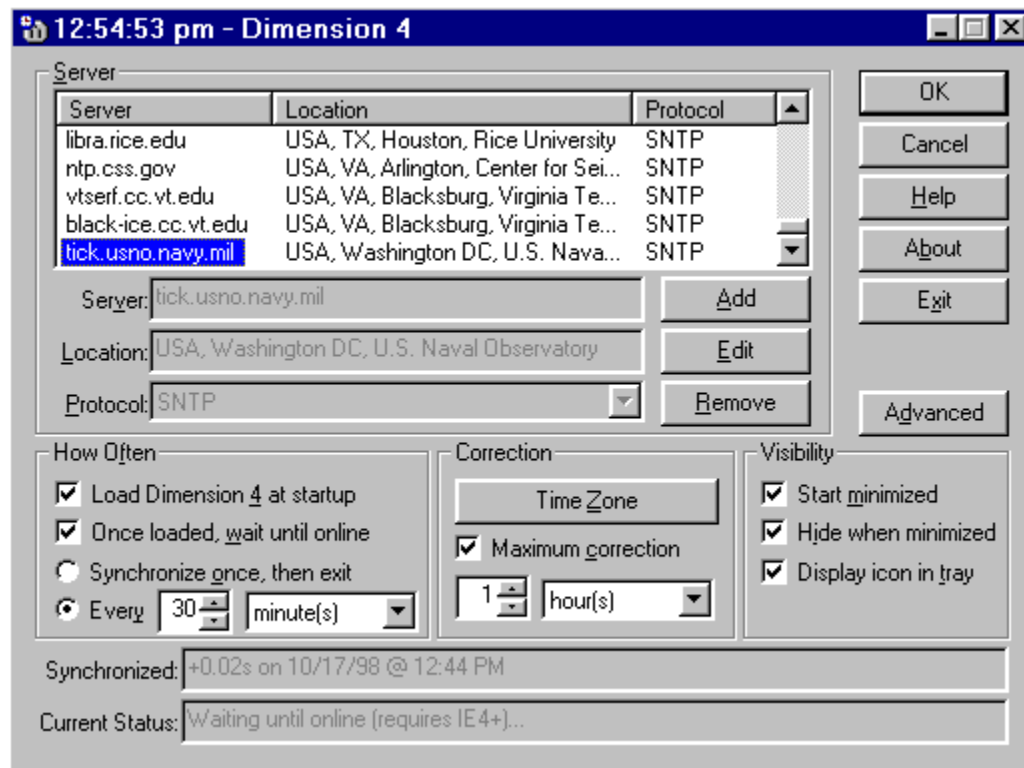 12:54:53 pm - Dimension 4
Server
Server Location Protocol
libra.rice.edu USA, TX, Houston, Rice University SNTP
ntp.css.gov USA, VA, Arlington, Center for Sei... SNTP
vtserf.cc.vt.edu USA, VA, Blacksburg, Virginia Te... SNTP
black-ice.cc.vt.edu USA, VA, Blacksburg, Virginia Te... SNTP
tick.usno.navy.mil USA, Washington DC, U.S. Nava... SNTP
Server: tick.usno.navy.mil Add
Location: USA, Washington DC, U.S. Naval Observatory Edit
Protocol: SNTP Remove
OK
Cancel
Help
About
Exit
Advanced
How Often
Load Dimension 4 at startup
Once loaded, wait until online
Synchronize once, then exit
Every 30 minute(s)
Correction
Time Zone
Maximum correction
1 hour(s)
Visibility
Start minimized
Hide when minimized
Display icon in tray
Synchronized: +0.02s on 10/17/98 @ 12:44 PM
Current Status: Waiting until online (requires IE4+)...